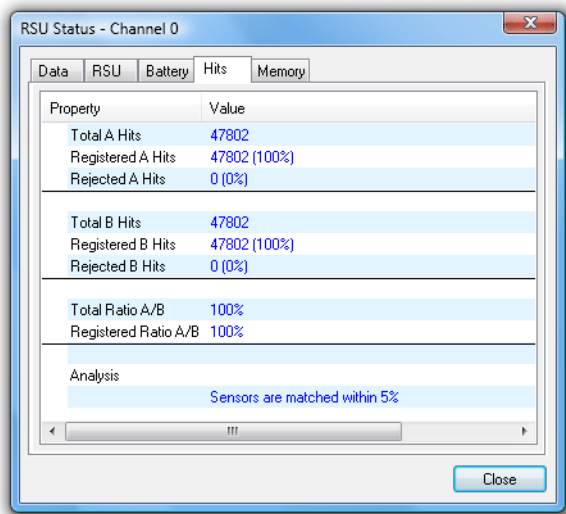 RSU Status - Channel 0
Data RSU Battery Hits Memory
Property Value
Total A Hits 47802
Registered A Hits 47802 (100%)
Rejected A Hits 0 (0%)
Total B Hits 47802
Registered B Hits 47802 (100%)
Rejected B Hits 0 (0%)
Total Ratio A/B 100%
Registered Ratio A/B 100%
Analysis
Sensors are matched within 5%
Close